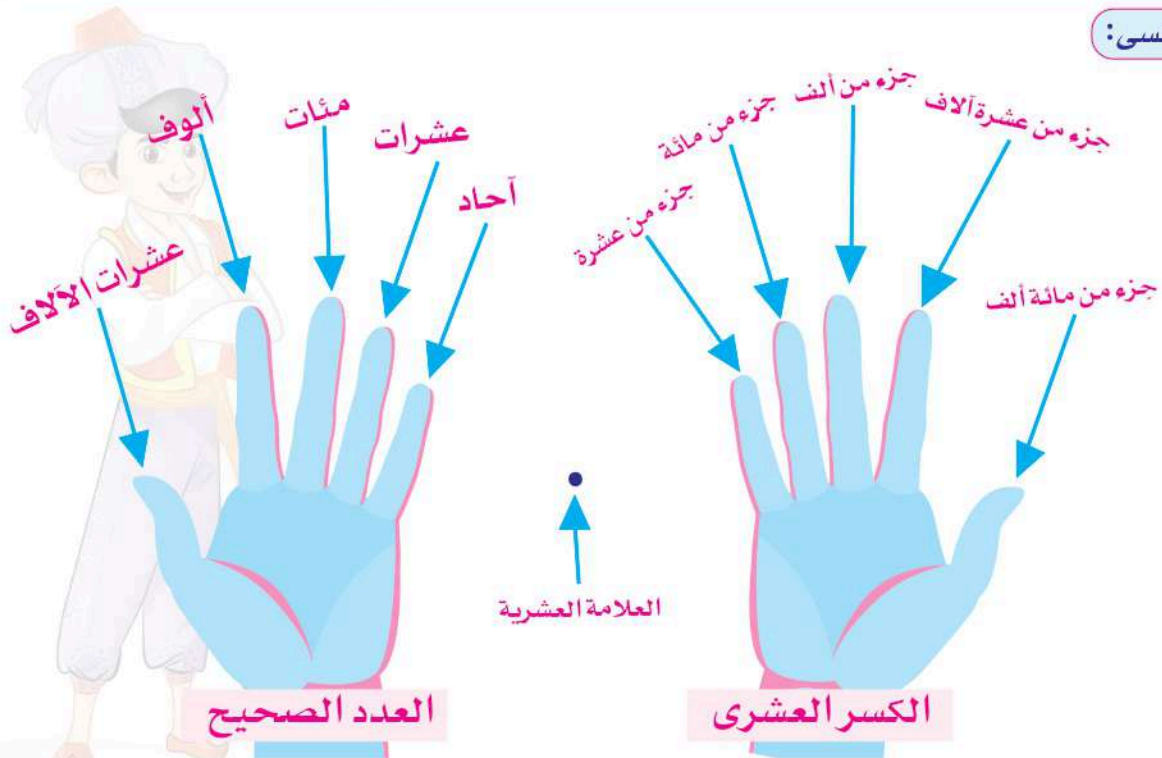 جزء من عشرة آلاف
جزء من ألف
جزء من مائة
جزء من عشرة
جزء من مائة ألف
مئات
ألوف
عشرات
آحاد
عشرات الآلاف
العلامة العشرية
الكسر العشرى
العدد الصحيح